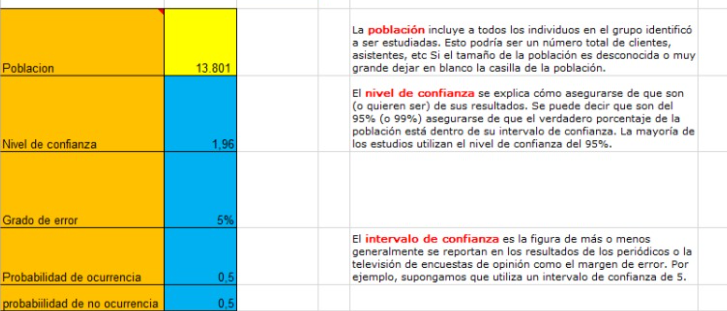 La población incluye a todos los individuos en el grupo identificó
a ser estudiadas. Esto podría ser un número total de clientes,
asistentes, etc Si el tamaño de la población es desconocida o muy
grande dejar en blanco la casilla de la población.
Poblacion 13.801
El nivel de confianza se explica cómo asegurarse de que son
(o quieren ser) de sus resultados. Se puede decir que son del
95% (o 99%) asegurarse de que el verdadero porcentaje de la
población está dentro de su intervalo de confianza. La mayoría de
los estudios utilizan el nivel de confianza del 95%.
Nivel de confianza 1,96
Grado de error 5%
El intervalo de confianza es la figura de más o menos
generalmente se reportan en los resultados de los periódicos o la
televisión de encuestas de opinión como el margen de error. Por
ejemplo, supongamos que utiliza un intervalo de confianza de 5.
Probabilidad de ocurrencia 0,5
probabiilidad de no ocurrencia 0,5